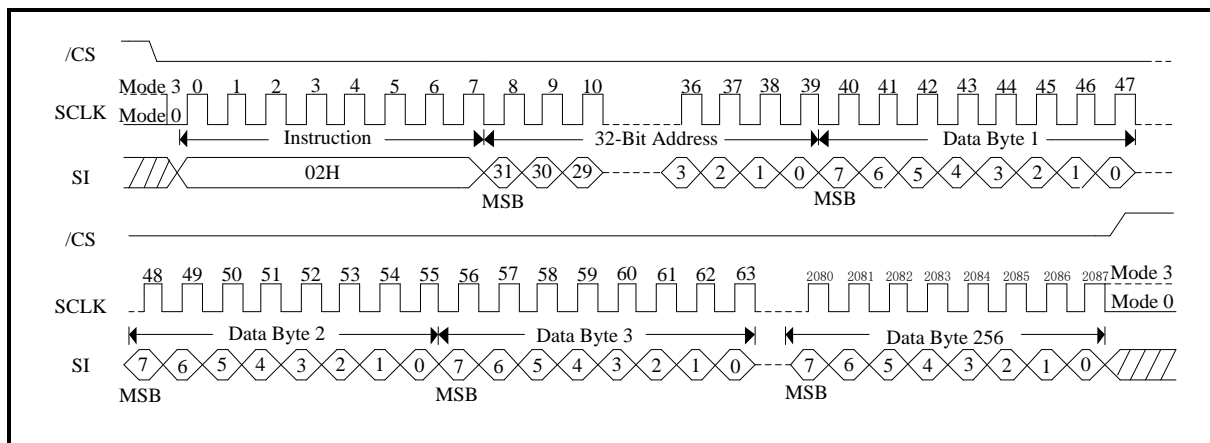 /CS
Mode 3 0 1 2 3 4 5 6 7 8 9 10 36 37 38 39 40 41 42 43 44 45 46 47
SCLK Mode 0
Instruction 32-Bit Address Data Byte 1
SI 02H 31 30 29 3 2 1 0 7 6 5 4 3 2 1 0
MSB MSB
/CS
48 49 50 51 52 53 54 55 56 57 58 59 60 61 62 63 2080 2081 2082 2083 2084 2085 2086 2087 Mode 3
SCLK Mode 0
Data Byte 2 Data Byte 3 Data Byte 256
SI 7 6 5 4 3 2 1 0 7 6 5 4 3 2 1 0 7 6 5 4 3 2 1 0
MSB MSB MSB